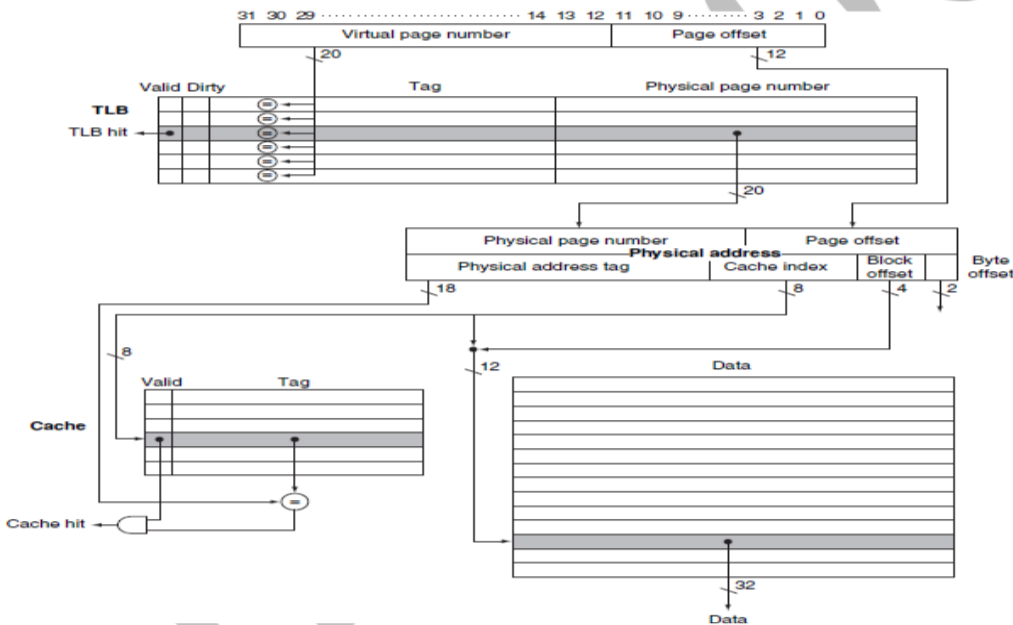 31 30 29 ··························· 14 13 12 11 10 9 ········ 3 2 1 0
Virtual page number Page offset
20 12
Valid Dirty Tag Physical page number
TLB
=
=
TLB hit =
=
=
=
20
Physical page number Page offset
Physical address
Physical address tag Cache index Block offset Byte offset
18 8 4 2
8
12
Data
Valid Tag
Cache
=
Cache hit
32
Data